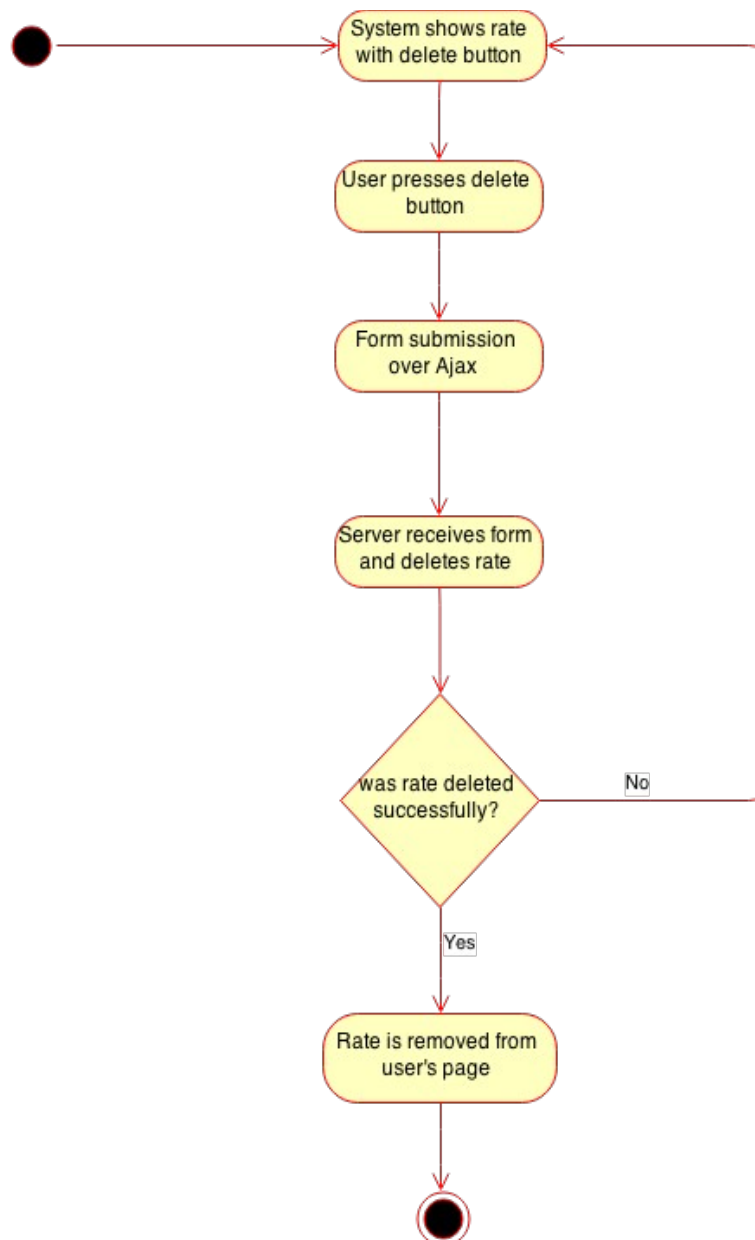 System shows rate
with delete button
User presses delete
button
Form submission
over Ajax
Server receives form
and deletes rate
was rate deleted
successfully?
No
Yes
Rate is removed from
user's page